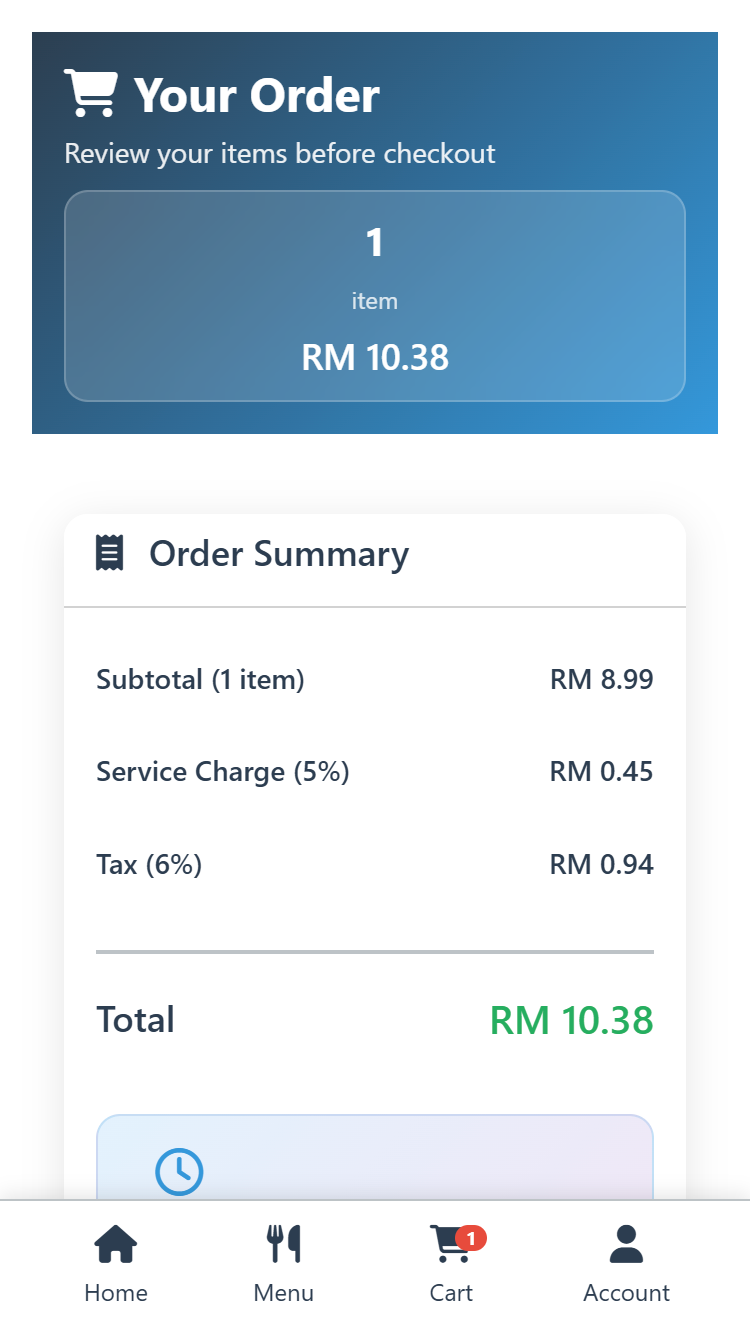 Your Order
Review your items before checkout
1
item
RM 10.38
Order Summary
Subtotal (1 item) RM 8.99
Service Charge (5%) RM 0.45
Tax (6%) RM 0.94
Total RM 10.38
1
Home Menu Cart Account